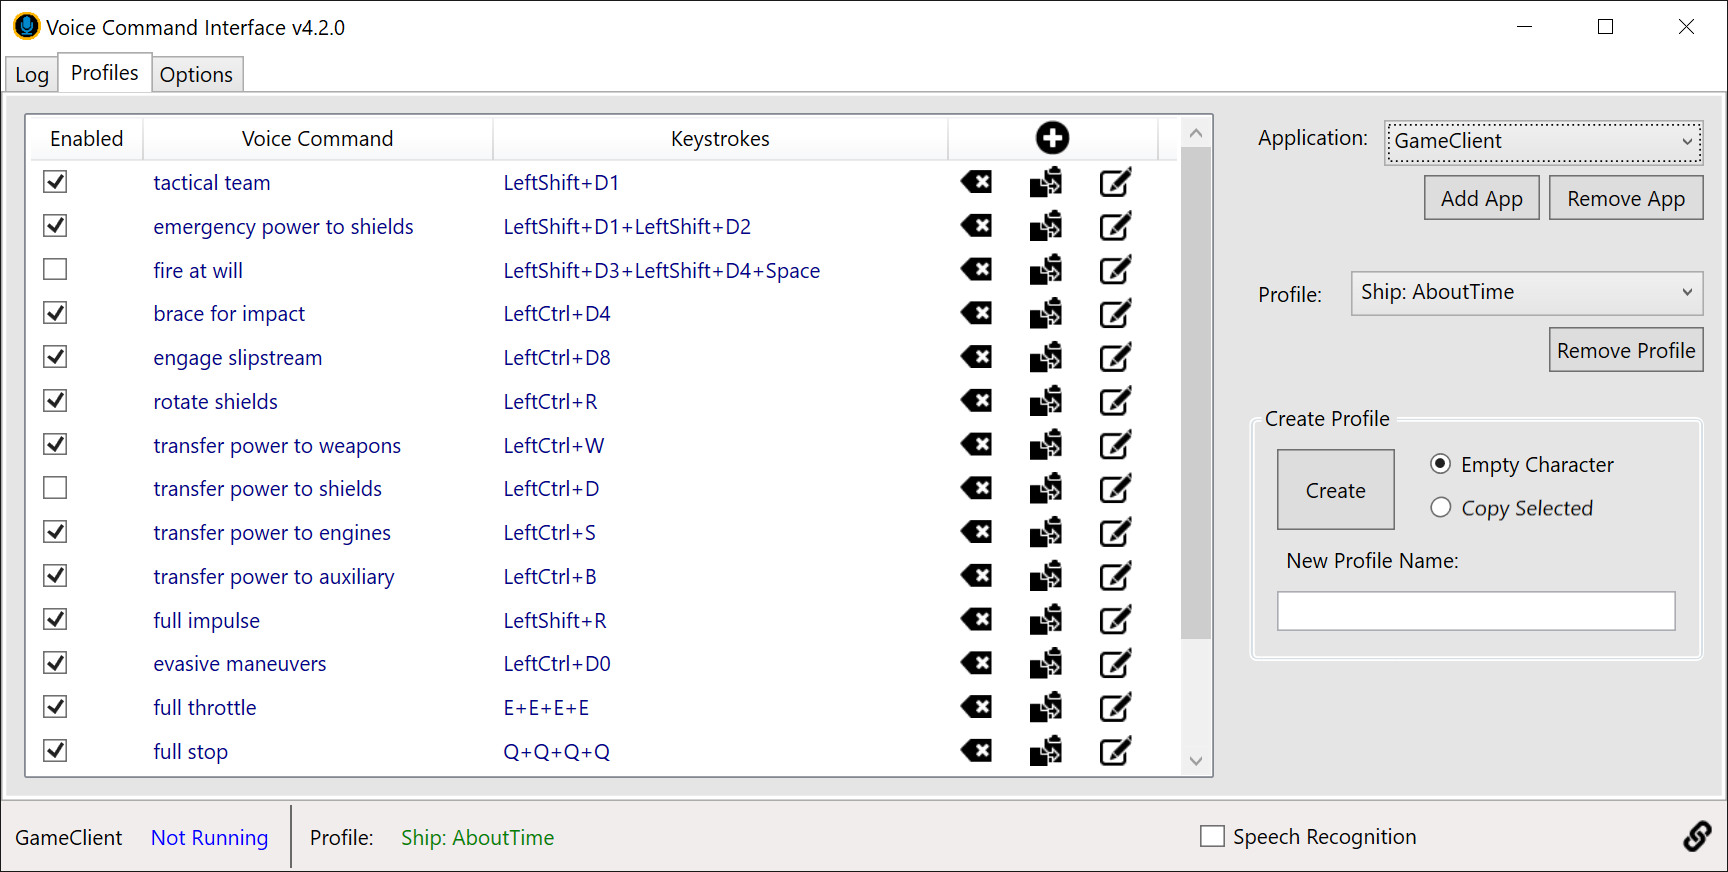 Voice Command Interface v4.2.0
Log Profiles Options
Enabled Voice Command Keystrokes
tactical team LeftShift+D1
emergency power to shields LeftShift+D1+LeftShift+D2
fire at will LeftShift+D3+LeftShift+D4+Space
brace for impact LeftCtrl+D4
engage slipstream LeftCtrl+D8
rotate shields LeftCtrl+R
transfer power to weapons LeftCtrl+W
transfer power to shields LeftCtrl+D
transfer power to engines LeftCtrl+S
transfer power to auxiliary LeftCtrl+B
full impulse LeftShift+R
evasive maneuvers LeftCtrl+D0
full throttle E+E+E+E
full stop Q+Q+Q+Q
Application: GameClient
Add App Remove App
Profile: Ship: AboutTime
Remove Profile
Create Profile
Create
Empty Character
Copy Selected
New Profile Name:
GameClient Not Running Profile: Ship: AboutTime Speech Recognition